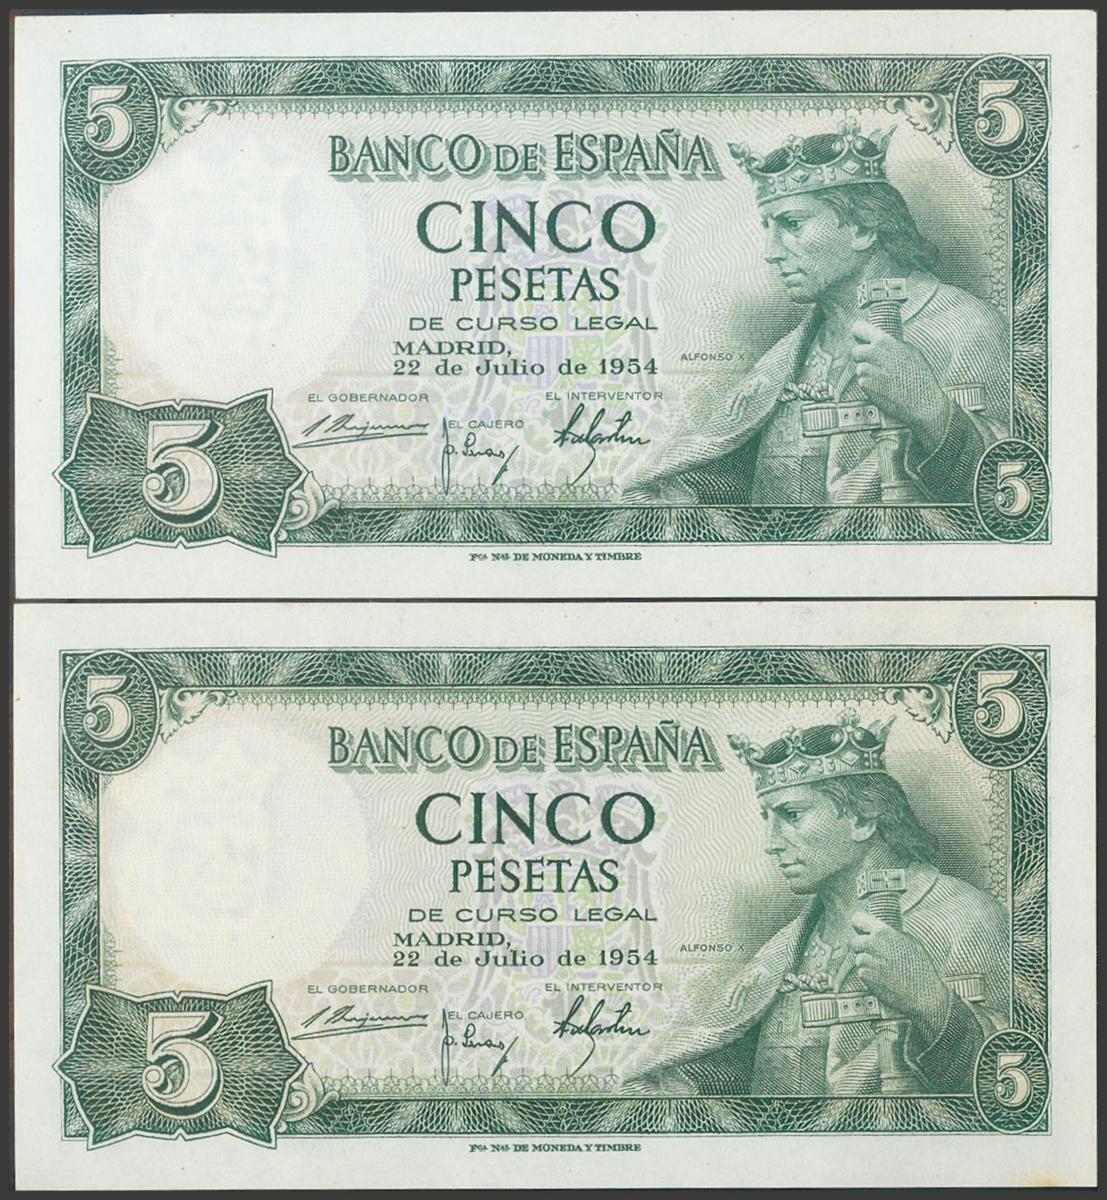 5 5
BANCO DE ESPAÑA
CINCO
PESETAS
DE CURSO LEGAL
MADRID,
22 de Julio de 1954
ALFONSO X
EL GOBERNADOR EL INTERVENTOR
EL CAJERO
5 5
Fca Nal DE MONEDA Y TIMBRE
5 5
BANCO DE ESPAÑA
CINCO
PESETAS
DE CURSO LEGAL
MADRID,
22 de Julio de 1954
ALFONSO X
EL GOBERNADOR EL INTERVENTOR
EL CAJERO
5 5
Fca Nal DE MONEDA Y TIMBRE